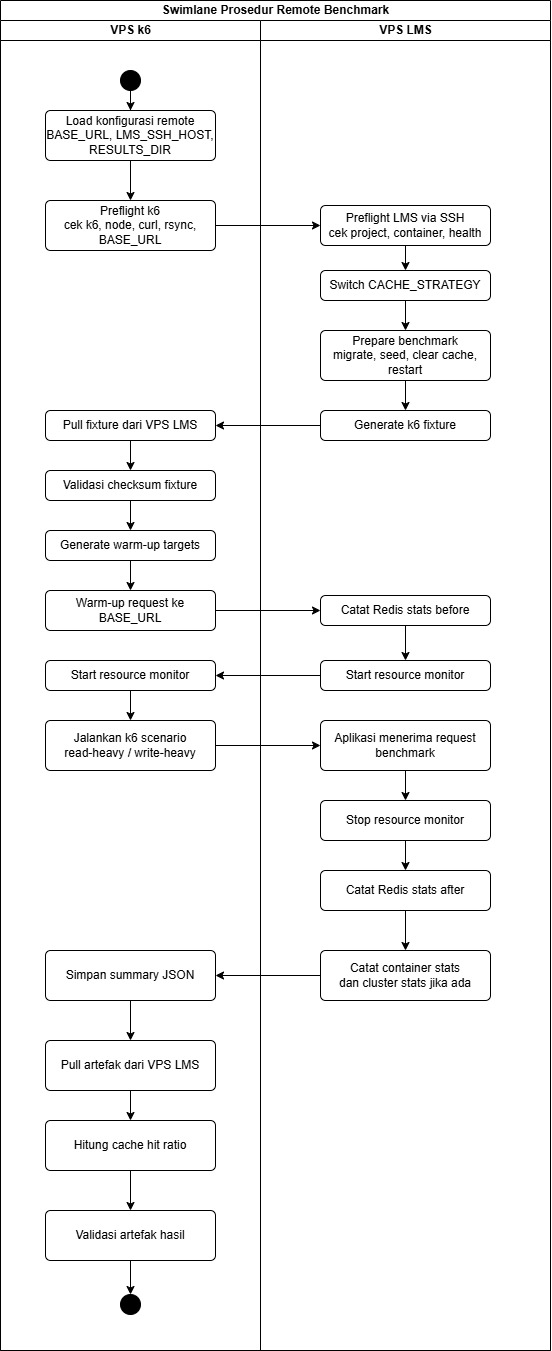 Swimlane Prosedur Remote Benchmark
VPS k6
VPS LMS
Load konfigurasi remote
BASE_URL, LMS_SSH_HOST,
RESULTS_DIR
Preflight k6
cek k6, node, curl, rsync,
BASE_URL
Preflight LMS via SSH
cek project, container, health
Switch CACHE_STRATEGY
Prepare benchmark
migrate, seed, clear cache,
restart
Generate k6 fixture
Pull fixture dari VPS LMS
Validasi checksum fixture
Generate warm-up targets
Warm-up request ke
BASE_URL
Catat Redis stats before
Start resource monitor
Start resource monitor
Jalankan k6 scenario
read-heavy / write-heavy
Aplikasi menerima request
benchmark
Stop resource monitor
Catat Redis stats after
Catat container stats
dan cluster stats jika ada
Simpan summary JSON
Pull artefak dari VPS LMS
Hitung cache hit ratio
Validasi artefak hasil